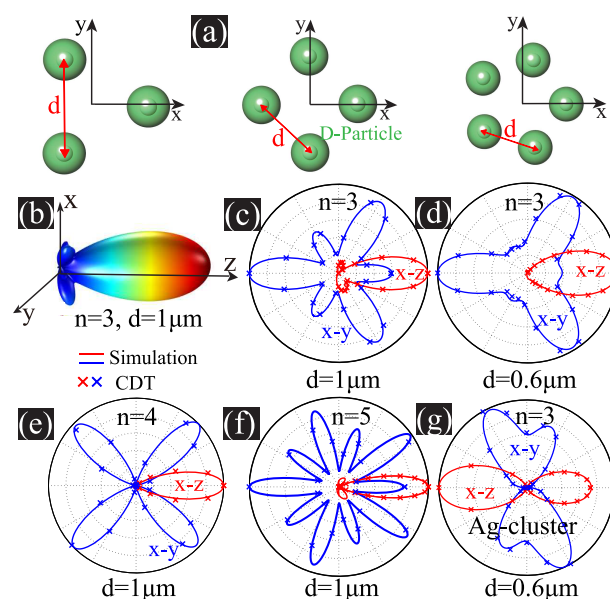 y
(a)
y
y
d
x
d
D-Particle
x
d
x
(b)
x
z
y
n=3, d=1μm
(c)
n=3
x-z
x-y
d=1μm
(d)
n=3
x-z
x-y
d=0.6μm
Simulation
CDT
(e)
n=4
x-z
x-y
d=1μm
(f)
n=5
x-z
d=1μm
(g)
n=3
x-y
x-z
Ag-cluster
d=0.6μm